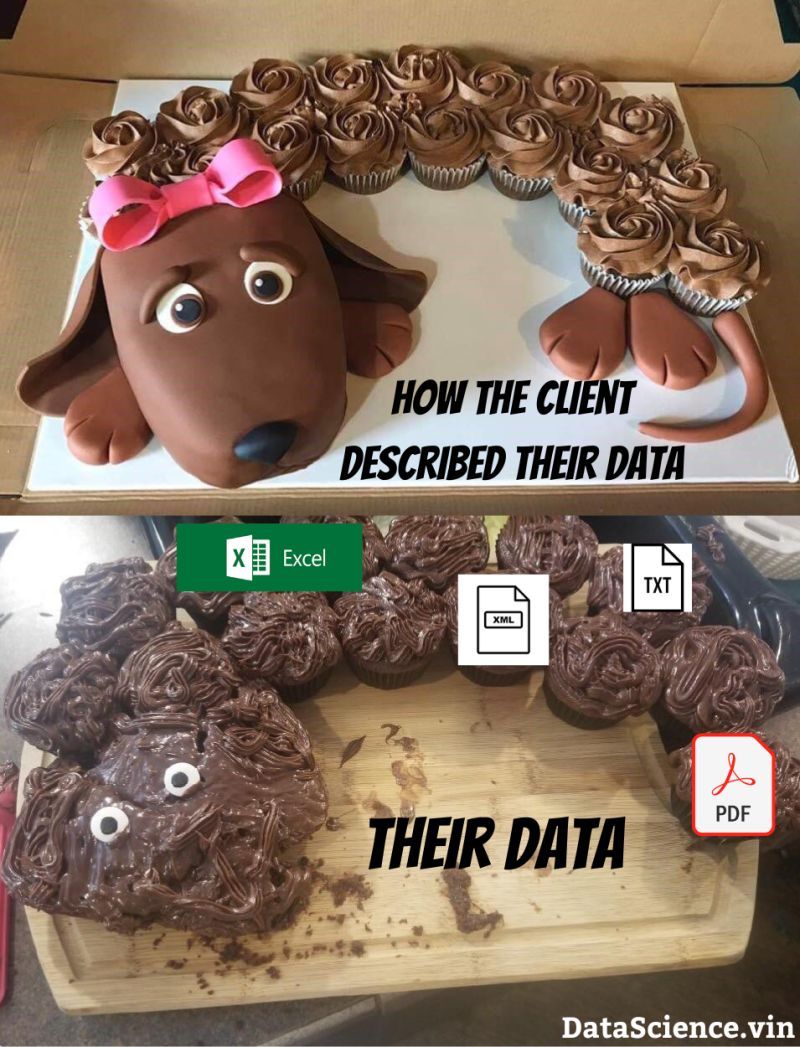 HOW THE CLIENT
DESCRIBED THEIR DATA
X Excel
XML
TXT
PDF
THEIR DATA
DataScience.vin